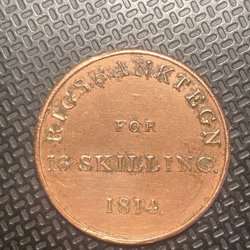 RIGSBANKTEGN
FOR
16 SKILLING.
1814.